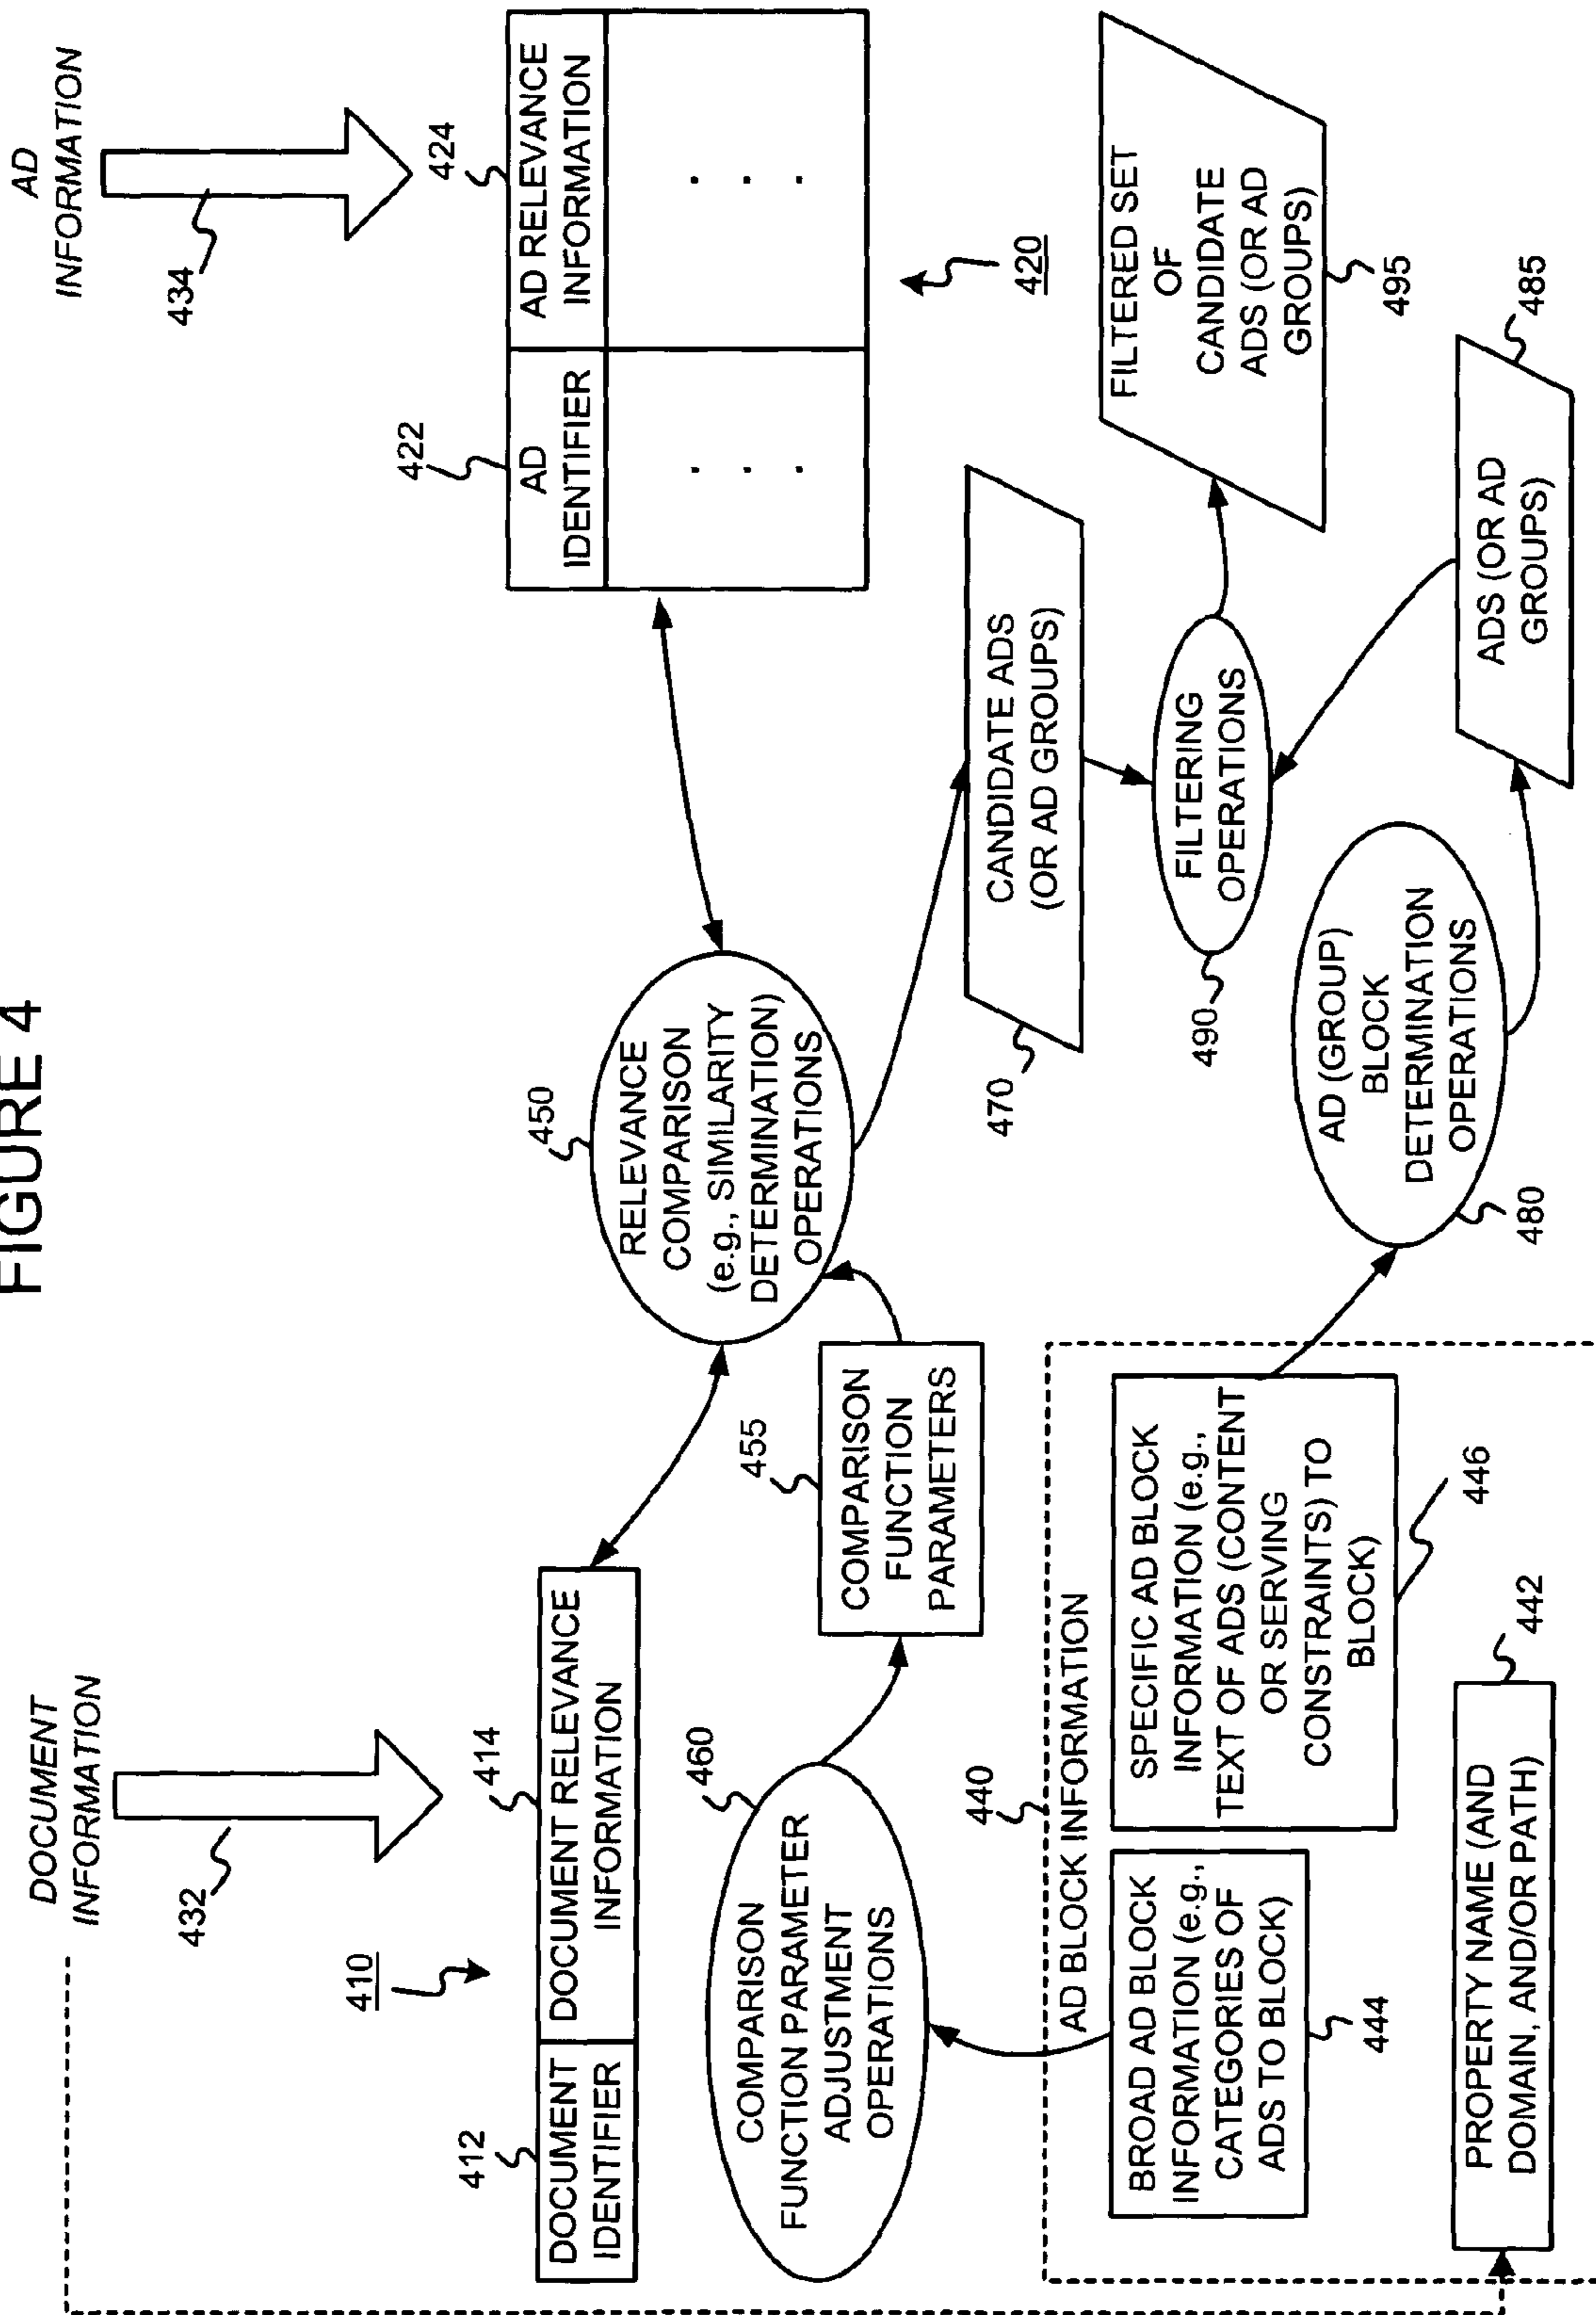 FIGURE 4
DOCUMENT
INFORMATION
432
AD
INFORMATION
434
410
412
414
DOCUMENT
IDENTIFIER
DOCUMENT RELEVANCE
INFORMATION
422
424
AD
IDENTIFIER
AD RELEVANCE
INFORMATION
. . .
. . .
420
450
RELEVANCE
COMPARISON
(e.g., SIMILARITY
DETERMINATION)
OPERATIONS
460
COMPARISON
FUNCTION PARAMETER
ADJUSTMENT
OPERATIONS
455
COMPARISON
FUNCTION
PARAMETERS
470
CANDIDATE ADS
(OR AD GROUPS)
490
FILTERING
OPERATIONS
FILTERED SET
OF
CANDIDATE
ADS (OR AD
GROUPS)
495
440
AD BLOCK INFORMATION
BROAD AD BLOCK
INFORMATION (e.g.,
CATEGORIES OF
ADS TO BLOCK)
444
SPECIFIC AD BLOCK
INFORMATION (e.g.,
TEXT OF ADS (CONTENT
OR SERVING
CONSTRAINTS) TO
BLOCK)
446
PROPERTY NAME (AND
DOMAIN, AND/OR PATH)
442
AD (GROUP)
BLOCK
DETERMINATION
OPERATIONS
480
ADS (OR AD
GROUPS)
485